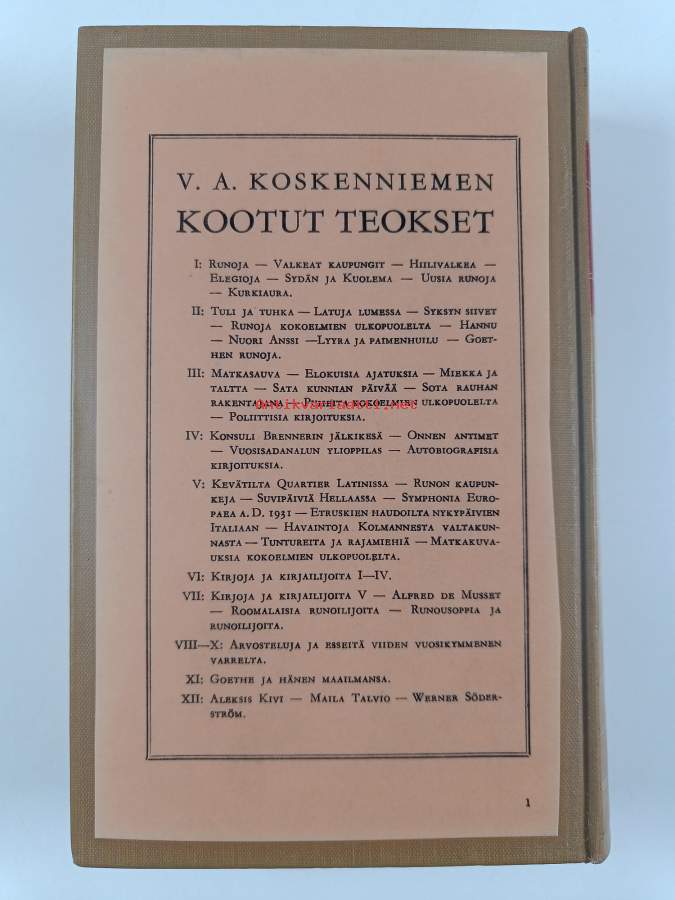 V. A. KOSKENNIEMEN
KOOTUT TEOKSET
I: Runoja — Valkeat kaupungit — Hiilivalkea —
Elegioja — Sydän ja Kuolema — Uusia runoja
— Kurkiaura.
II: Tuli ja tuhka — Latuja lumessa — Syksyn siivet
— Runoja kokoelmien ulkopuolelta — Hannu
— Nuori Anssi —Lyyra ja paimenhuilu — Goet-
hen runoja.
III: Matkasauva — Elokuisia ajatuksia — Miekka ja
taltta — Sata kunnian päivää — Sota rauhan
rakentajana — Puheita kokoelmien ulkopuolelta
— Poliittisia kirjoituksia.
Antikvariaatti.net
IV: Konsuli Brennerin jälkikesä — Onnen antimet
— Vuosisadanalun ylioppilas — Autobiografisia
kirjoituksia.
V: Kevätilta Quartier Latinissa — Runon kaupun-
keja — Suvipäiviä Hellaassa — Symphonia Euro-
paea A. D. 1931 — Etruskien haudoilta nykypäivien
Italiaan — Havaintoja Kolmannesta valtakun-
nasta — Tuntureita ja rajamiehiä — Matkakuva-
uksia kokoelmien ulkopuolelta.
VI: Kirjoja ja kirjailijoita I—IV.
VII: Kirjoja ja kirjailijoita V — Alfred de Musset
— Roomalaisia runoilijoita — Runousoppia ja
runoilijoita.
VIII—X: Arvosteluja ja esseitä viiden vuosikymmenen
varrelta.
XI: Goethe ja hänen maailmansa.
XII: Aleksis Kivi — Maila Talvio — Werner Söder-
ström.
1